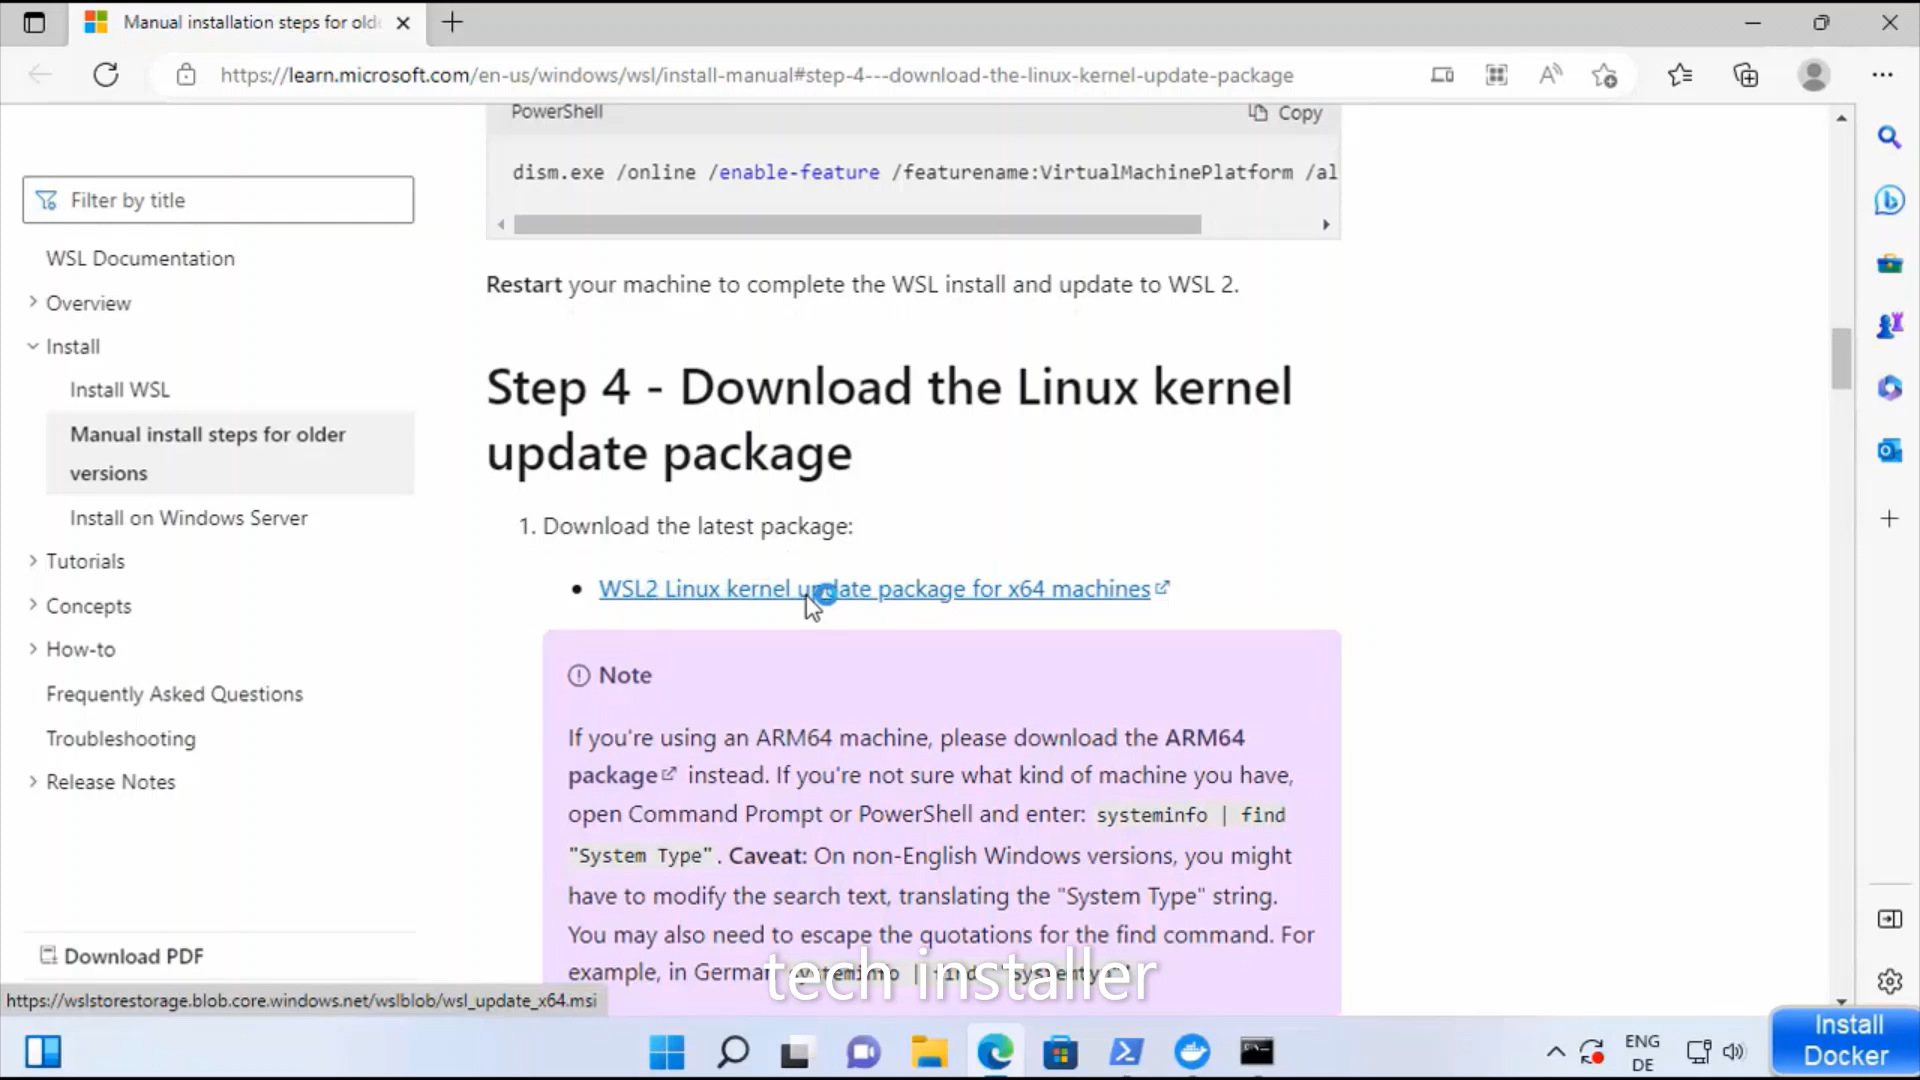 Manual installation steps for olde
https://learn.microsoft.com/en-us/windows/wsl/install-manual#step-4---download-the-linux-kernel-update-package
PowerShell
Copy
dism.exe /online /enable-feature /featurename:VirtualMachinePlatform /al
Filter by title
WSL Documentation
Overview
Install
Install WSL
Manual install steps for older
versions
Install on Windows Server
Tutorials
Concepts
How-to
Frequently Asked Questions
Troubleshooting
Release Notes
Download PDF
Restart your machine to complete the WSL install and update to WSL 2.
Step 4 - Download the Linux kernel
update package
1. Download the latest package:
WSL2 Linux kernel update package for x64 machines
Note
If you're using an ARM64 machine, please download the ARM64
package instead. If you're not sure what kind of machine you have,
open Command Prompt or PowerShell and enter: systeminfo | find
"System Type". Caveat: On non-English Windows versions, you might
have to modify the search text, translating the "System Type" string.
You may also need to escape the quotations for the find command. For
example, in German systeminfo | find
tech installer
https://wslstorestorage.blob.core.windows.net/wslblob/wsl_update_x64.msi
ENG
DE
Install
Docker